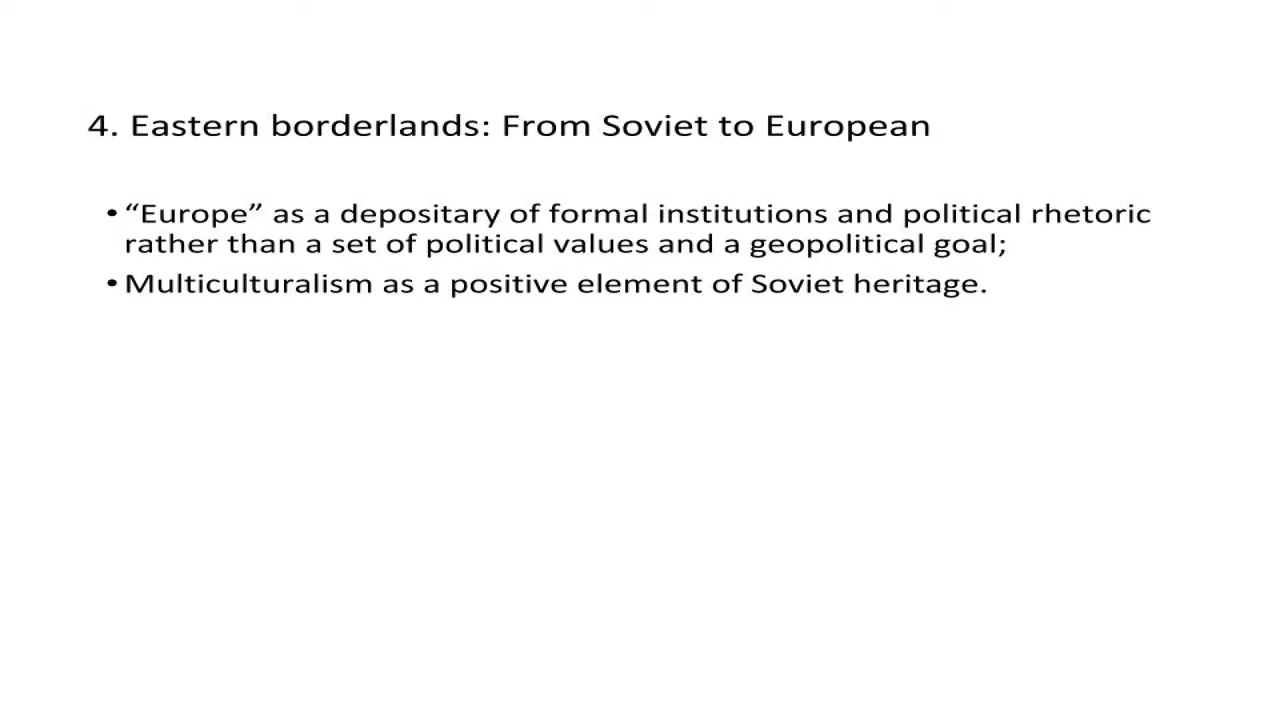 4. Eastern borderlands: From Soviet to European
• “Europe” as a depositary of formal institutions and political rhetoric
rather than a set of political values and a geopolitical goal;
• Multiculturalism as a positive element of Soviet heritage.